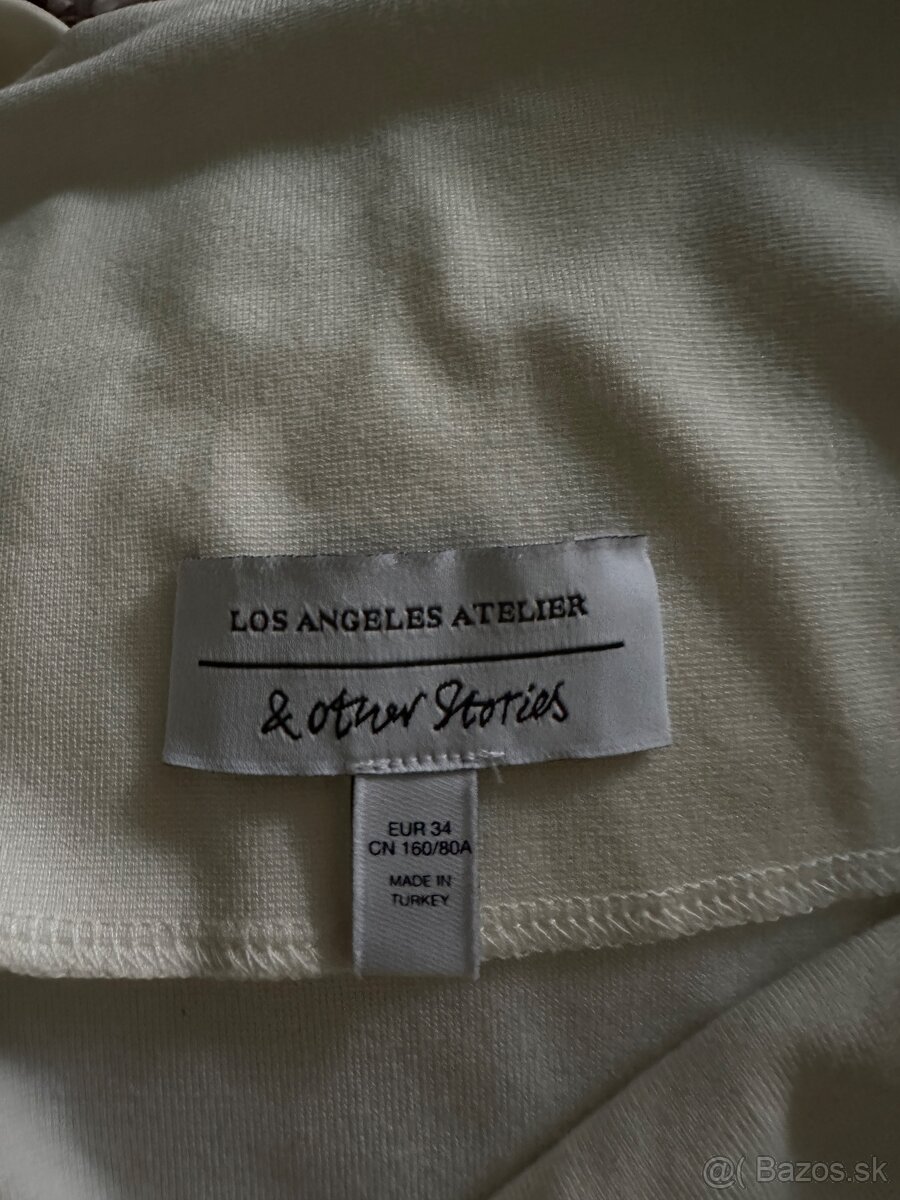 LOS ANGELES ATELIER
& other Stories
EUR 34
CN 160/80A
MADE IN
TURKEY
@( Bazos.sk